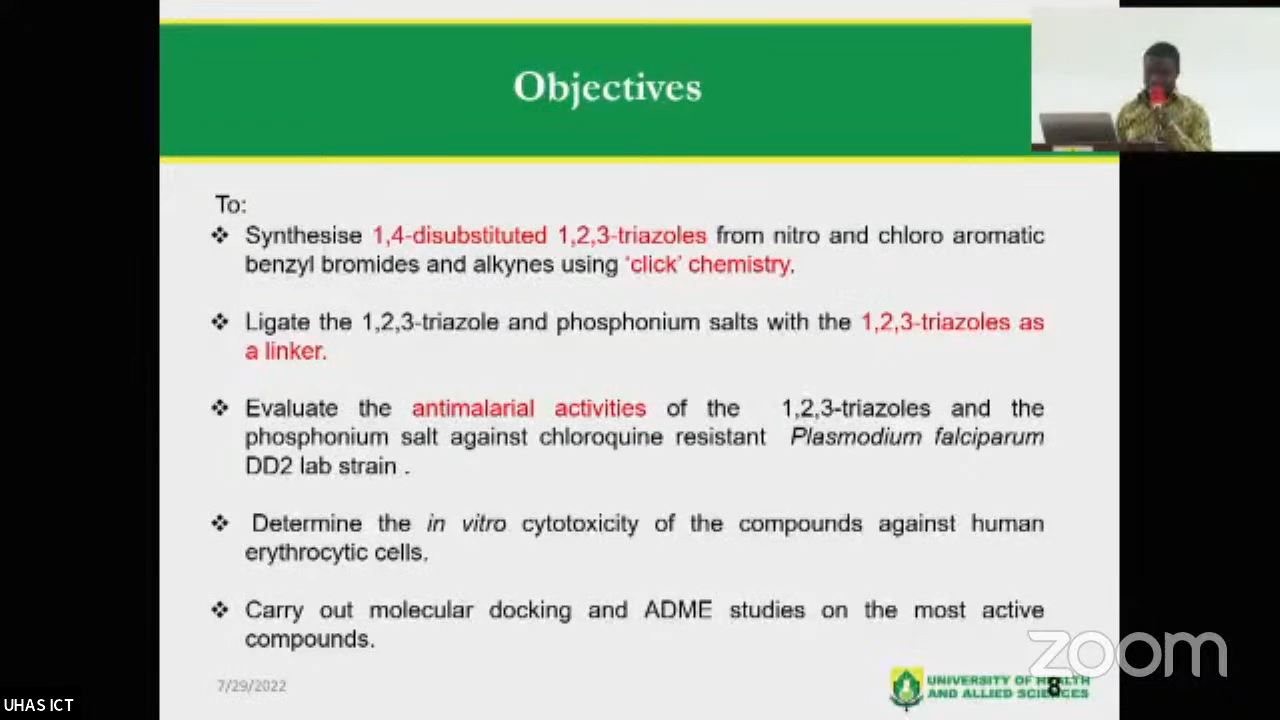 Objectives
To:
❖ Synthesise 1,4-disubstituted 1,2,3-triazoles from nitro and chloro aromatic
benzyl bromides and alkynes using ‘click’ chemistry.
❖ Ligate the 1,2,3-triazole and phosphonium salts with the 1,2,3-triazoles as
a linker.
❖ Evaluate the antimalarial activities of the 1,2,3-triazoles and the
phosphonium salt against chloroquine resistant Plasmodium falciparum
DD2 lab strain .
❖ Determine the in vitro cytotoxicity of the compounds against human
erythrocytic cells.
❖ Carry out molecular docking and ADME studies on the most active
compounds.
zoom
7/29/2022
UNIVERSITY OF HEALTH
AND ALLIED SCIENCES
8
UHAS ICT